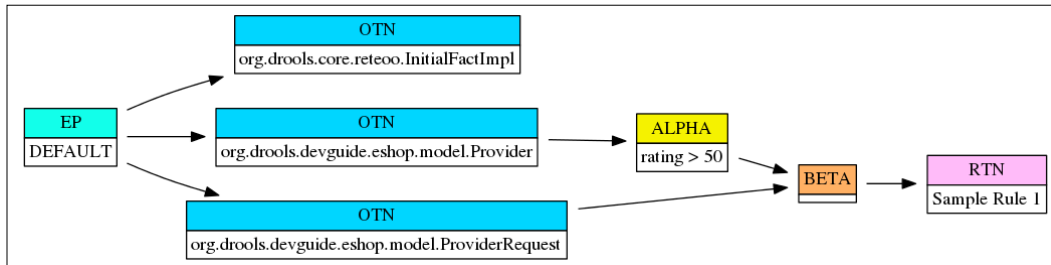 OTN
org.drools.core.reteoo.InitialFactImpl
EP
DEFAULT
OTN
org.drools.devguide.eshop.model.Provider
ALPHA
rating > 50
OTN
org.drools.devguide.eshop.model.ProviderRequest
BETA
RTN
Sample Rule 1